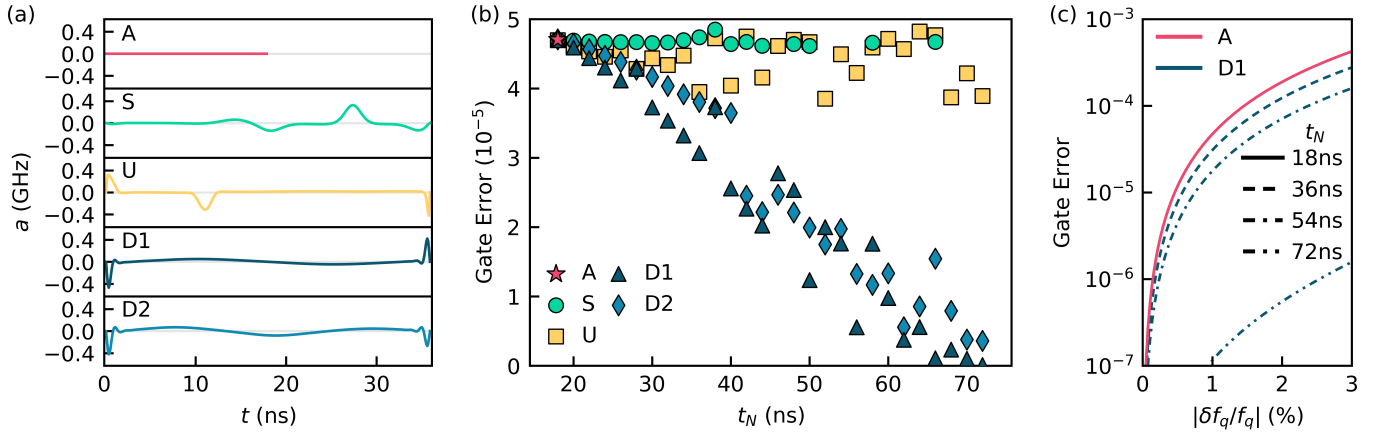 (a)
A
0.4
0.0
−0.4
S
0.4
0.0
−0.4
U
0.4
0.0
−0.4
D1
0.4
0.0
−0.4
D2
0.4
0.0
−0.4
a (GHz)
0 10 20 30
t (ns)
(b)
5
4
3
2
1
0
Gate Error (10⁻⁵)
A D1
S D2
U
20 30 40 50 60 70
t_N (ns)
(c)
10⁻³
10⁻⁴
10⁻⁵
10⁻⁶
10⁻⁷
Gate Error
A
D1
t_N
18ns
36ns
54ns
72ns
0 1 2 3
|δf_q/f_q| (%)